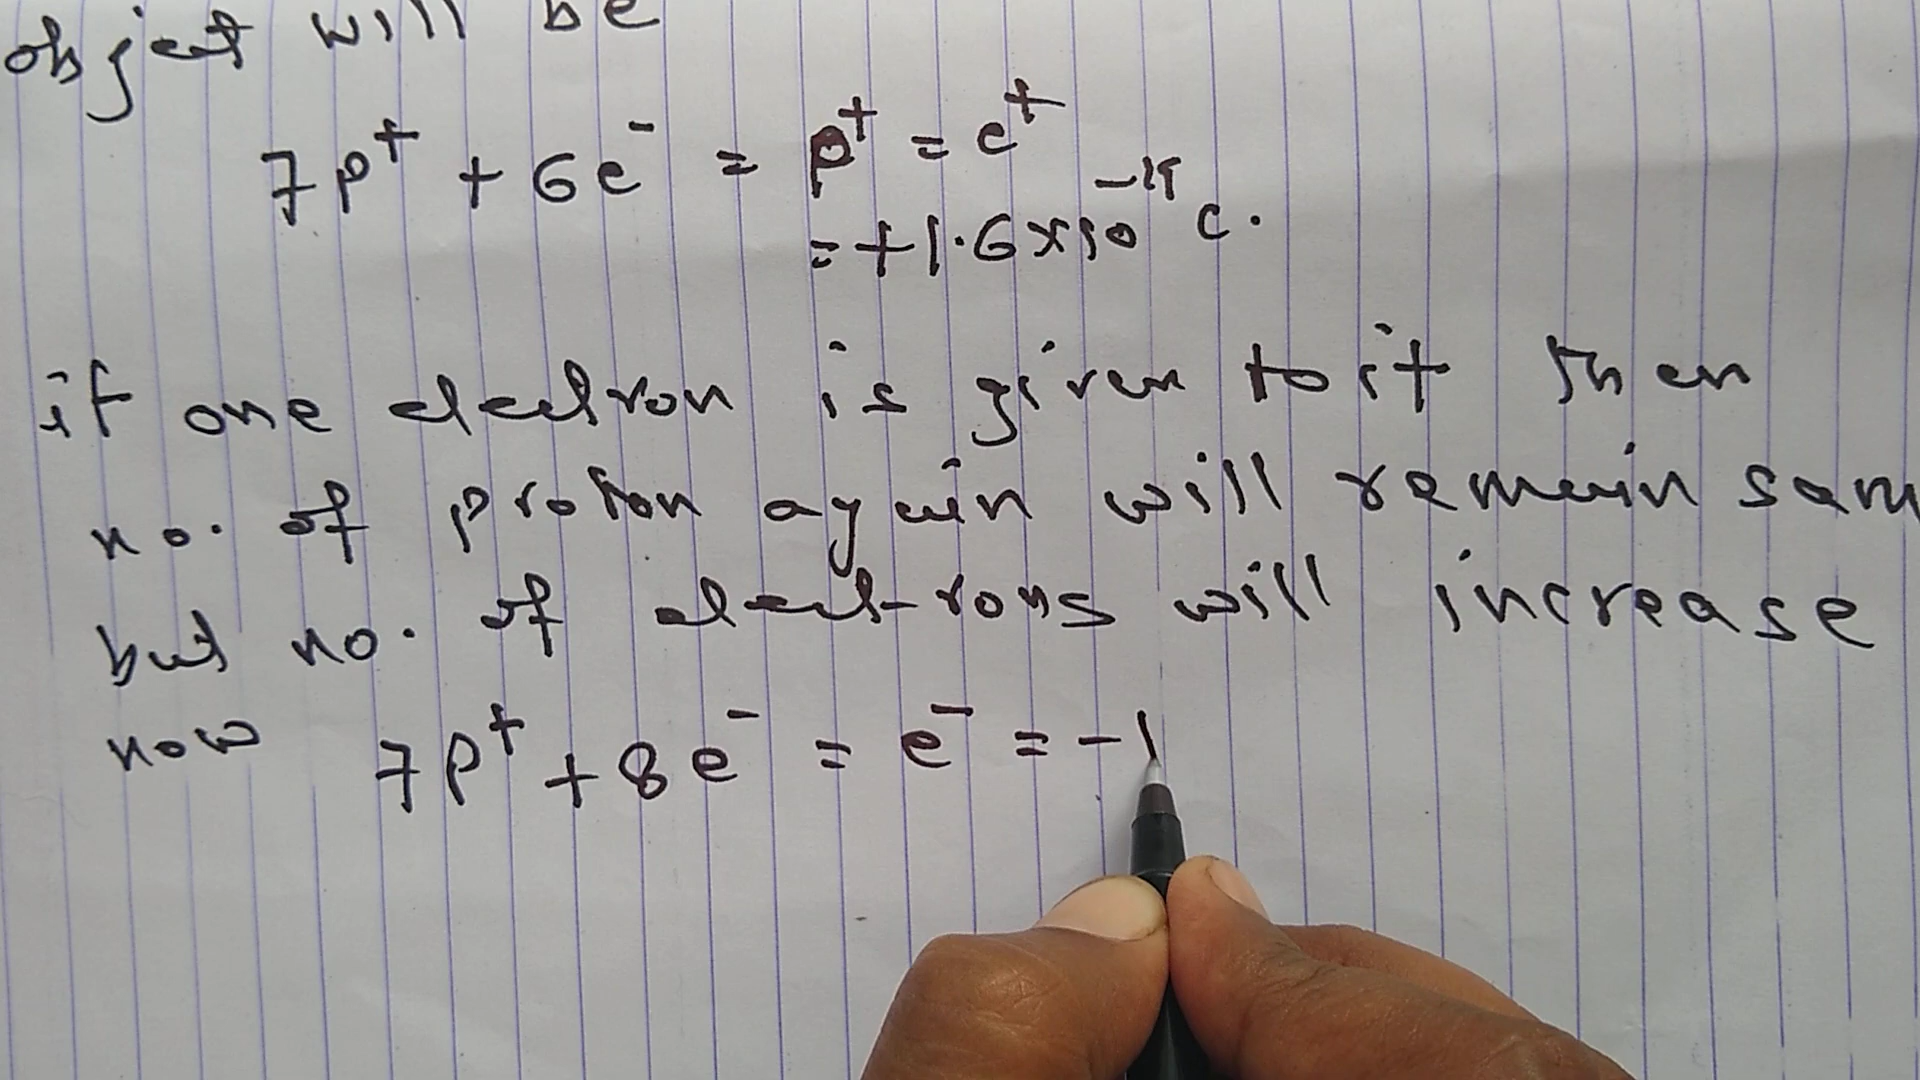 object will be
7p⁺ + 6e⁻ = p⁺ = e⁺
= +1.6×10⁻¹⁹ c.
if one electron is given to it then
no. of proton again will remain sam
but no. of electrons will increase
now 7p⁺ + 8e⁻ = e⁻ = -1